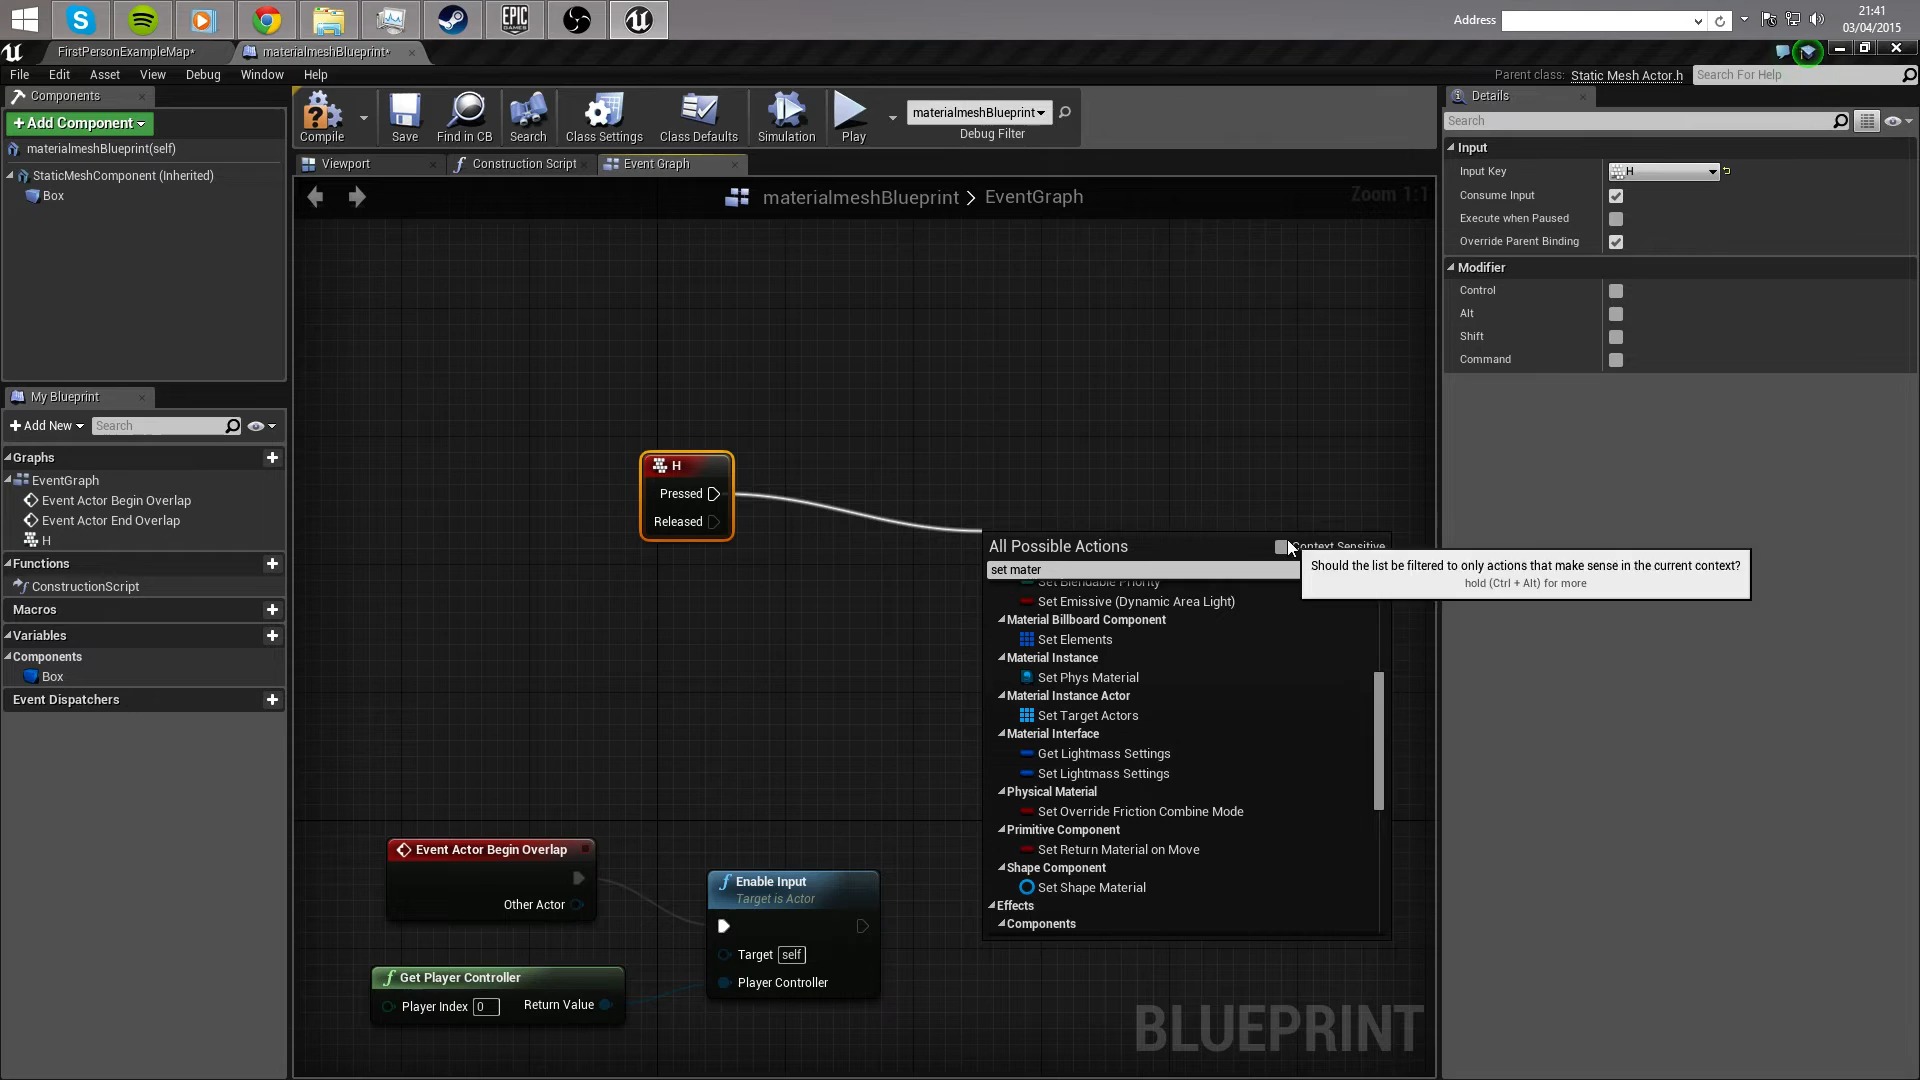 EPIC
GAMES
Address
21:41
03/04/2015
FirstPersonExampleMap*
materialmeshBlueprint*
File Edit Asset View Debug Window Help
Parent class: Static Mesh Actor.h
Search For Help
Components
+ Add Component
materialmeshBlueprint(self)
StaticMeshComponent (Inherited)
Box
Compile
Save
Find in CB
Search
Class Settings
Class Defaults
Simulation
Play
materialmeshBlueprint
Debug Filter
Viewport
Construction Script
Event Graph
materialmeshBlueprint > EventGraph
Zoom 1:1
Details
Search
Input
Input Key H
Consume Input
Execute when Paused
Override Parent Binding
Modifier
Control
Alt
Shift
Command
My Blueprint
+ Add New
Search
Graphs
EventGraph
Event Actor Begin Overlap
Event Actor End Overlap
H
Functions
ConstructionScript
Macros
Variables
Components
Box
Event Dispatchers
H
Pressed
Released
All Possible Actions
Context Sensitive
set mater
Should the list be filtered to only actions that make sense in the current context?
hold (Ctrl + Alt) for more
Set Blendable Priority
Set Emissive (Dynamic Area Light)
Material Billboard Component
Set Elements
Material Instance
Set Phys Material
Material Instance Actor
Set Target Actors
Material Interface
Get Lightmass Settings
Set Lightmass Settings
Physical Material
Set Override Friction Combine Mode
Primitive Component
Set Return Material on Move
Shape Component
Set Shape Material
Effects
Components
Event Actor Begin Overlap
Other Actor
Enable Input
Target is Actor
Target self
Player Controller
Get Player Controller
Player Index 0
Return Value
BLUEPRINT